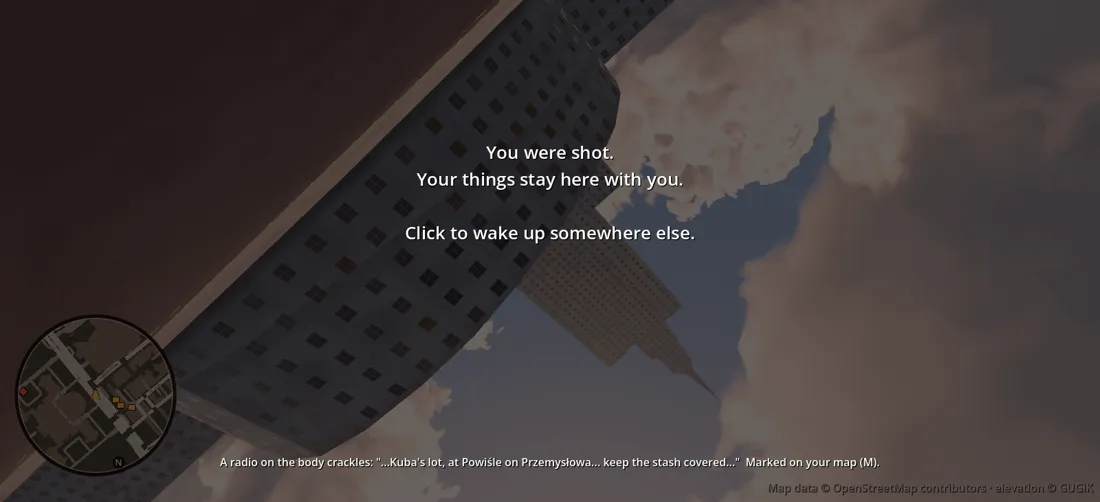 You were shot.
Your things stay here with you.
Click to wake up somewhere else.
N
A radio on the body crackles: "...Kuba's lot, at Powiśle on Przemysłowa... keep the stash covered..." Marked on your map (M).
Map data © OpenStreetMap contributors · elevation © GUGiK